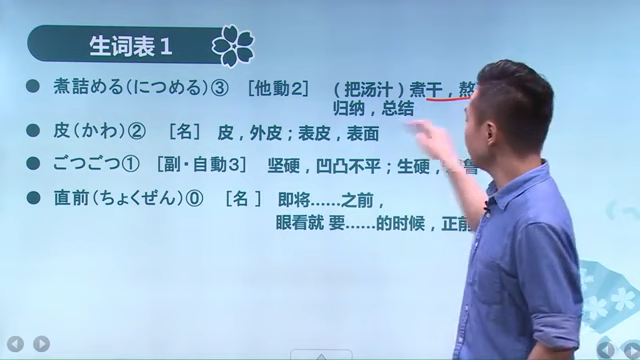 生词表1
● 煮詰める（につめる）③ ［他動2］ （把汤汁）煮干，熬
归纳，总结
● 皮（かわ）② ［名］ 皮，外皮；表皮，表面
● ごつごつ① ［副·自動3］ 坚硬，凹凸不平；生硬，
● 直前（ちょくぜん）⓪ ［名］ 即将……之前，
眼看就 要……的时候，正前